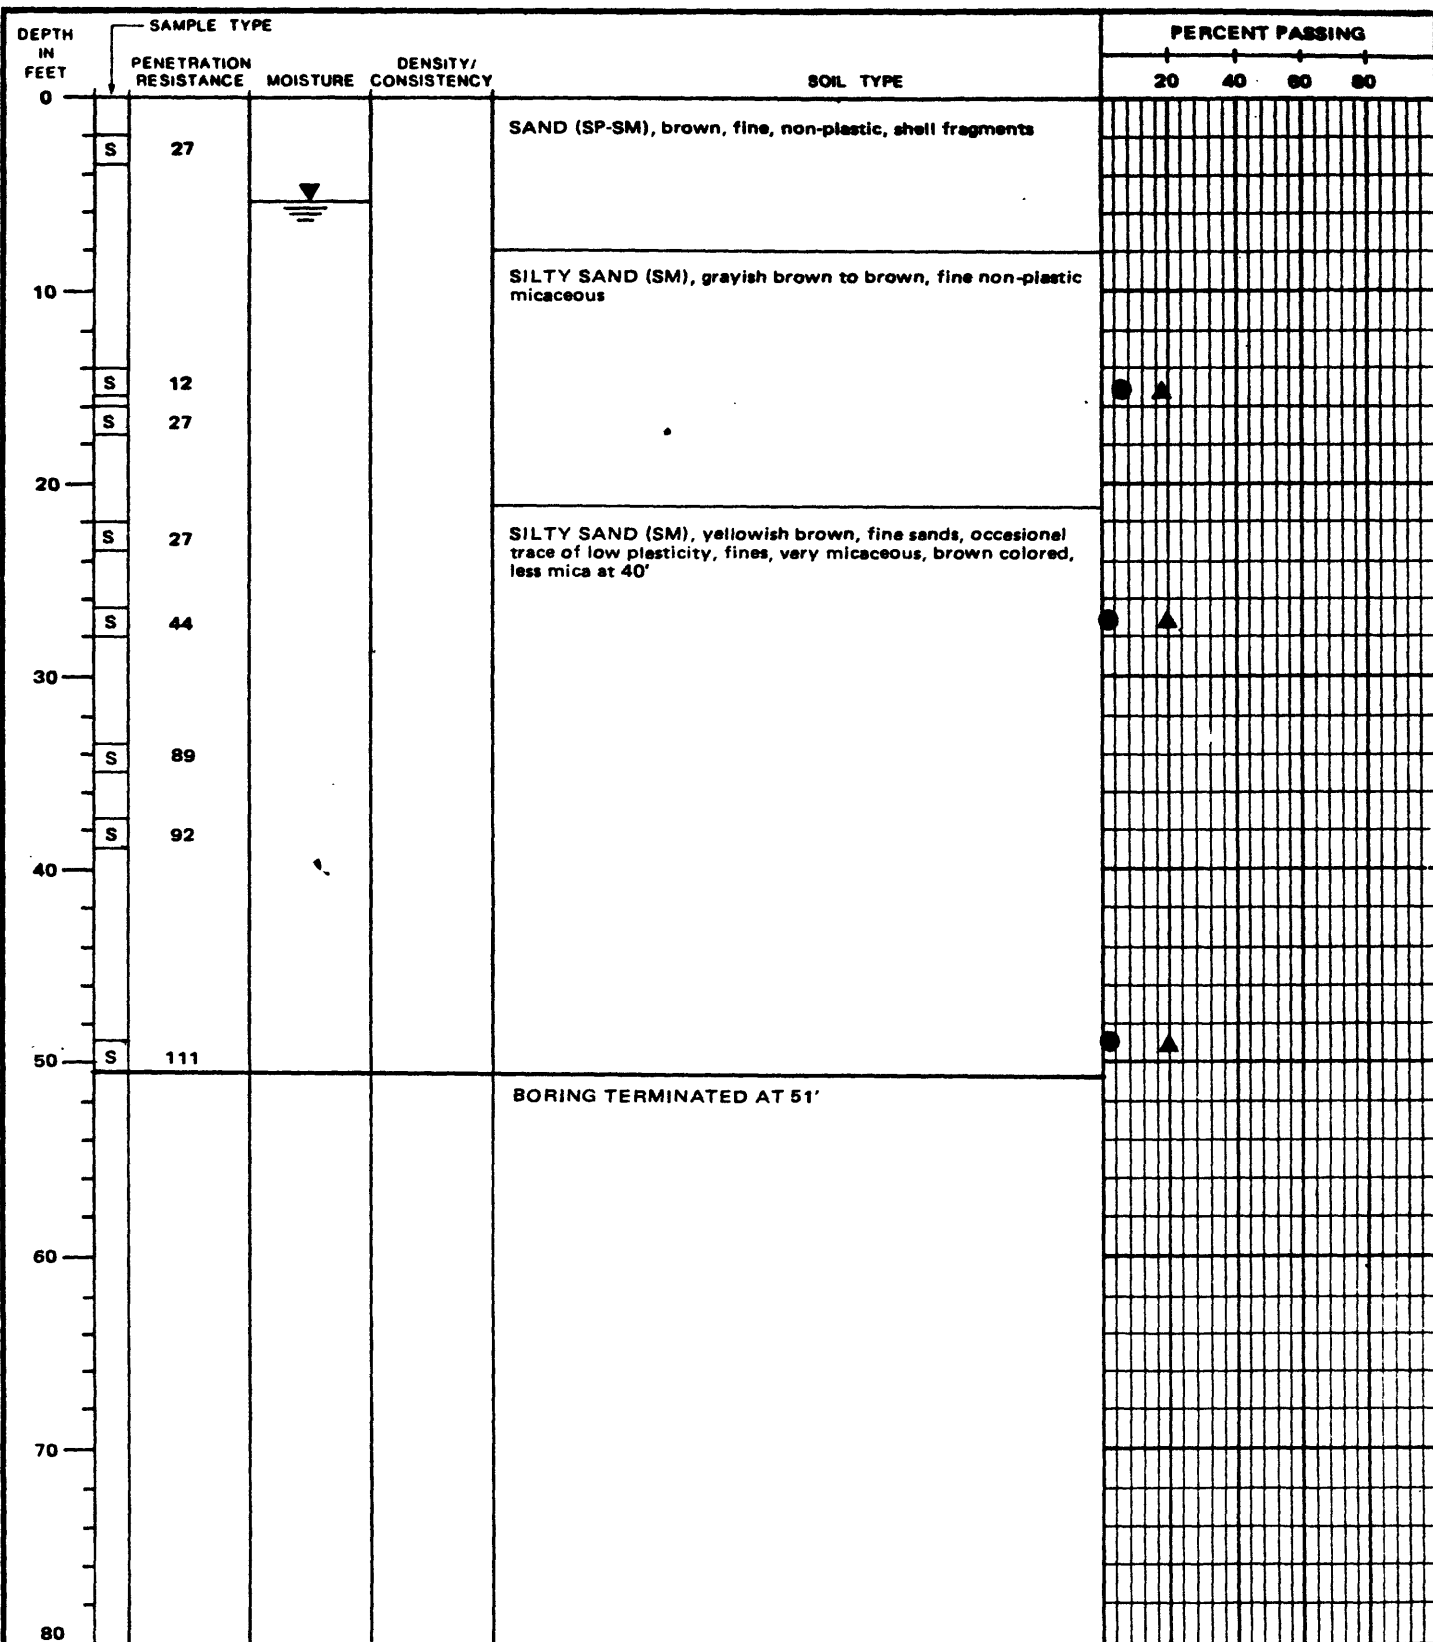 DEPTH
IN
FEET
SAMPLE TYPE
PENETRATION
RESISTANCE
MOISTURE
DENSITY/
CONSISTENCY
SOIL TYPE
PERCENT PASSING
20 40 60 80
0
SAND (SP-SM), brown, fine, non-plastic, shell fragments
S 27
SILTY SAND (SM), grayish brown to brown, fine non-plastic
micaceous
10
S 12
S 27
20
SILTY SAND (SM), yellowish brown, fine sands, occesional
trace of low plesticity, fines, very micaceous, brown colored,
less mica at 40'
S 27
S 44
30
S 89
S 92
40
50
S 111
BORING TERMINATED AT 51'
60
70
80